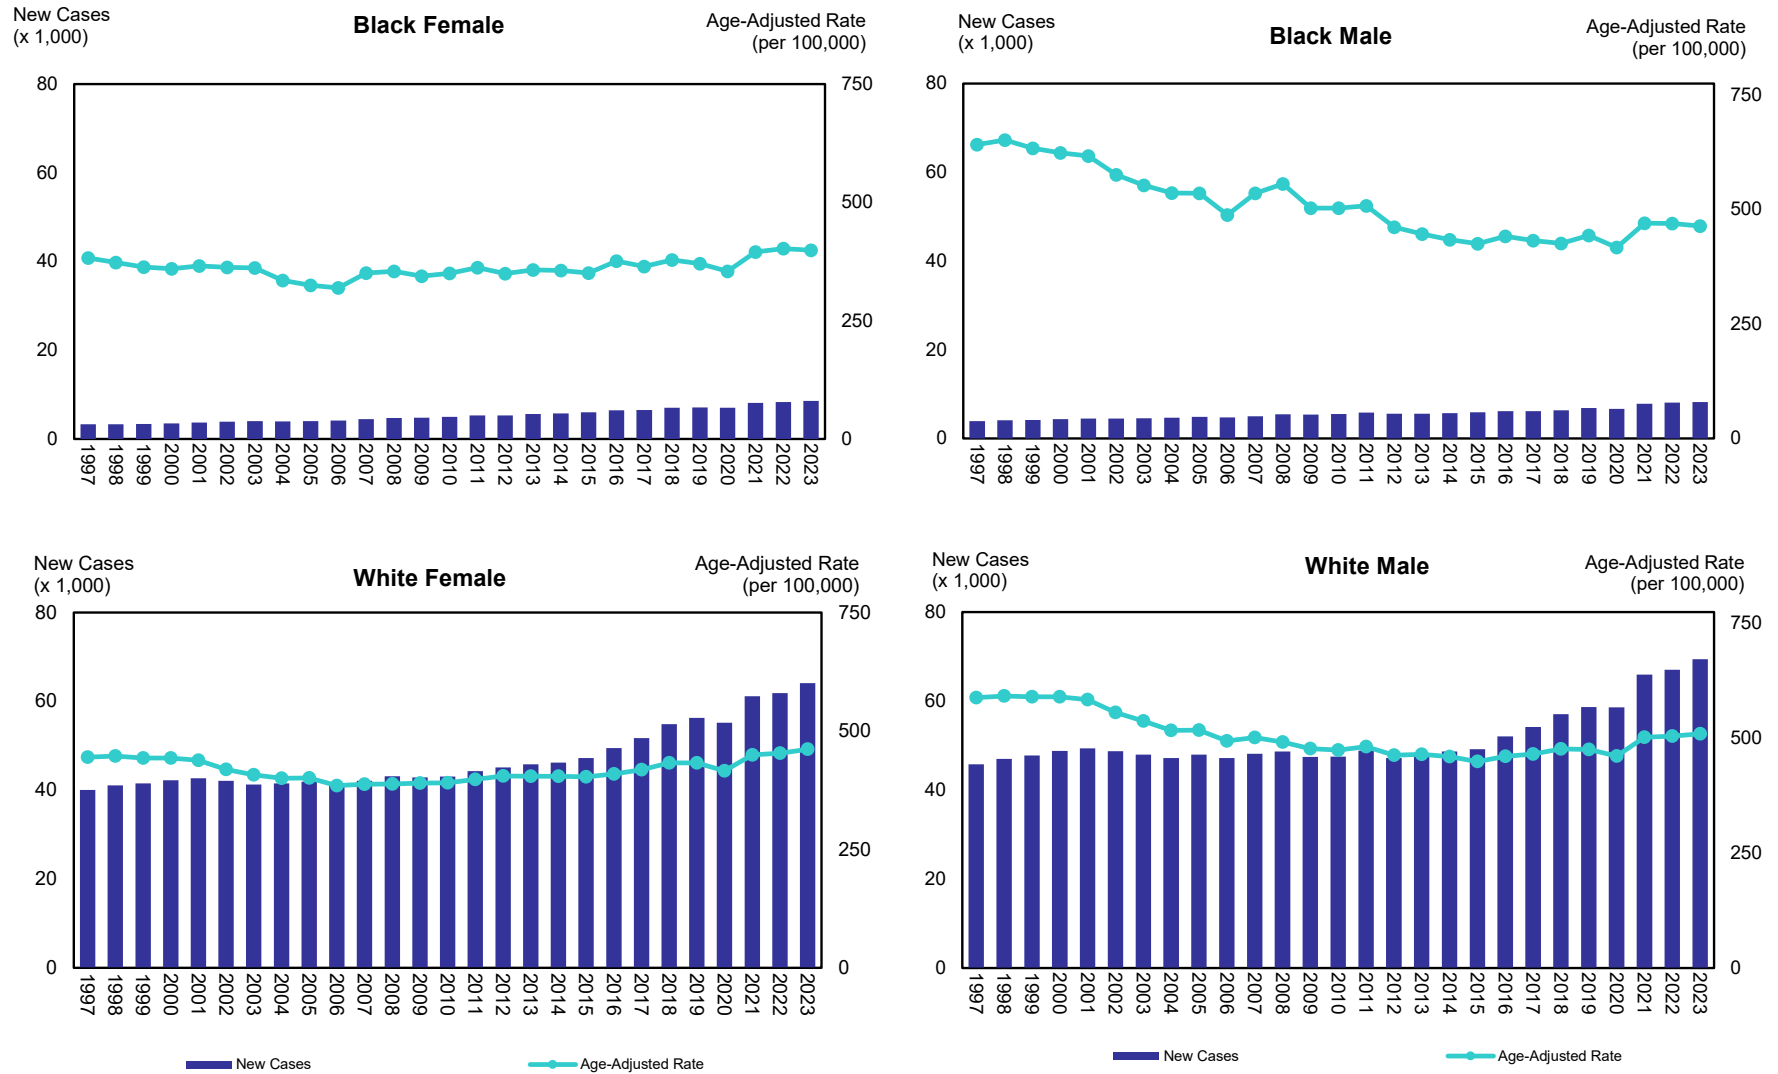 New Cases
(x 1,000)
Black Female
Age-Adjusted Rate
(per 100,000)
80
60
40
20
0
750
500
250
0
1997 1998 1999 2000 2001 2002 2003 2004 2005 2006 2007 2008 2009 2010 2011 2012 2013 2014 2015 2016 2017 2018 2019 2020 2021 2022 2023
New Cases
(x 1,000)
Black Male
Age-Adjusted Rate
(per 100,000)
80
60
40
20
0
750
500
250
0
1997 1998 1999 2000 2001 2002 2003 2004 2005 2006 2007 2008 2009 2010 2011 2012 2013 2014 2015 2016 2017 2018 2019 2020 2021 2022 2023
New Cases
(x 1,000)
White Female
Age-Adjusted Rate
(per 100,000)
80
60
40
20
0
750
500
250
0
1997 1998 1999 2000 2001 2002 2003 2004 2005 2006 2007 2008 2009 2010 2011 2012 2013 2014 2015 2016 2017 2018 2019 2020 2021 2022 2023
New Cases
Age-Adjusted Rate
New Cases
(x 1,000)
White Male
Age-Adjusted Rate
(per 100,000)
80
60
40
20
0
750
500
250
0
1997 1998 1999 2000 2001 2002 2003 2004 2005 2006 2007 2008 2009 2010 2011 2012 2013 2014 2015 2016 2017 2018 2019 2020 2021 2022 2023
New Cases
Age-Adjusted Rate